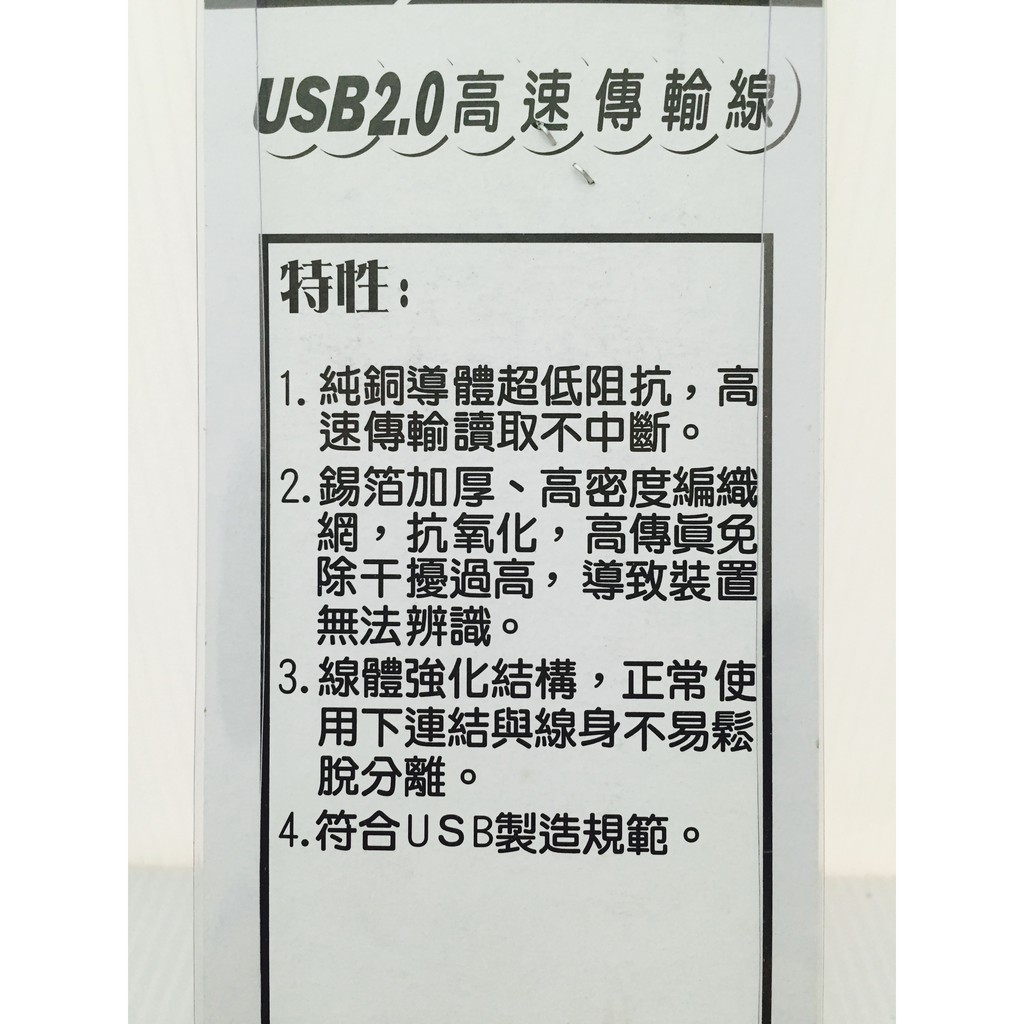 USB2.0高速傳輸線
特性:
1.純銅導體超低阻抗，高
速傳輸讀取不中斷。
2.錫箔加厚、高密度編織
網，抗氧化，高傳眞免
除干擾過高，導致裝置
無法辨識。
3.線體強化結構，正常使
用下連結與線身不易鬆
脫分離。
4.符合USB製造規範。